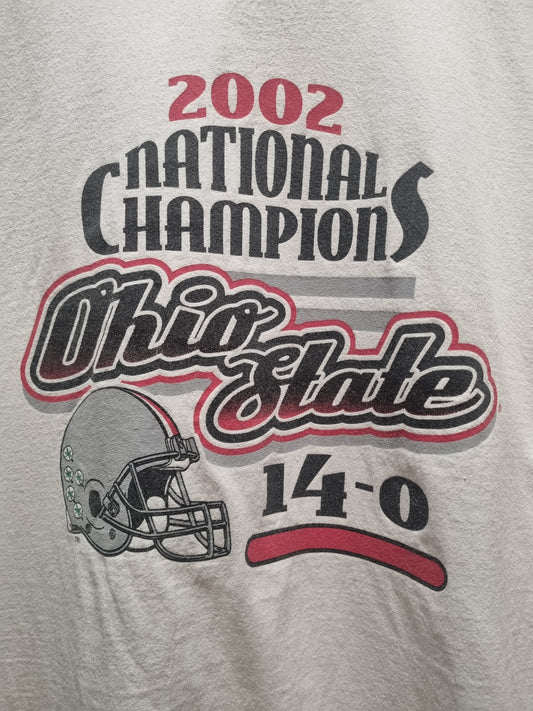 2002
NATIONAL
CHAMPIONS
Ohio
State
14-0